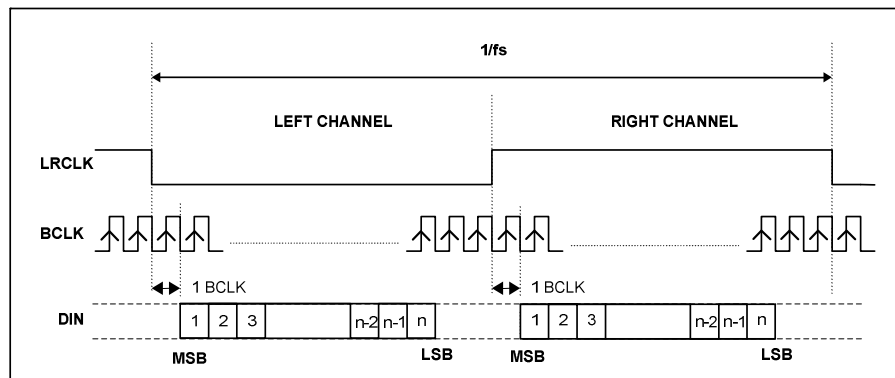 1/fs
LEFT CHANNEL RIGHT CHANNEL
LRCLK
BCLK
1 BCLK 1 BCLK
DIN 1 2 3 n-2 n-1 n 1 2 3 n-2 n-1 n
MSB LSB MSB LSB